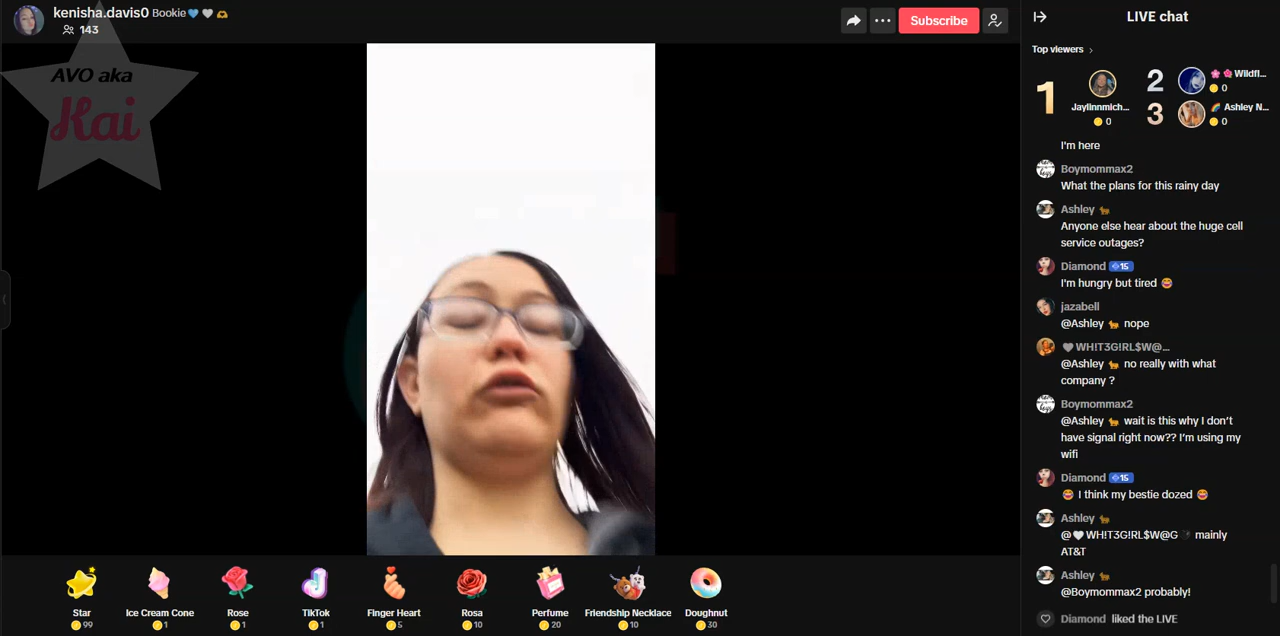 kenisha.davis0 Bookie💙🤍🫶
143
Subscribe
AVO aka
Kai
LIVE chat
Top viewers
1
Jaylinnmich...
0
2
🌸🌺 Wildfl...
0
3
🌈 Ashley N...
0
I'm here
Boymommax2
What the plans for this rainy day
Ashley 🐆
Anyone else hear about the huge cell
service outages?
Diamond 15
I'm hungry but tired 😂
jazabell
@Ashley 🐆 nope
🤍WH!T3G!RL$W@...
@Ashley 🐆 no really with what
company ?
Boymommax2
@Ashley 🐆 wait is this why I don't
have signal right now?? I'm using my
wifi
Diamond 15
😂 I think my bestie dozed 😂
Ashley 🐆
@🤍WH!T3G!RL$W@G mainly
AT&T
Ashley 🐆
@Boymommax2 probably!
Diamond liked the LIVE
Star
99
Ice Cream Cone
1
Rose
1
TikTok
1
Finger Heart
5
Rosa
10
Perfume
20
Friendship Necklace
10
Doughnut
30